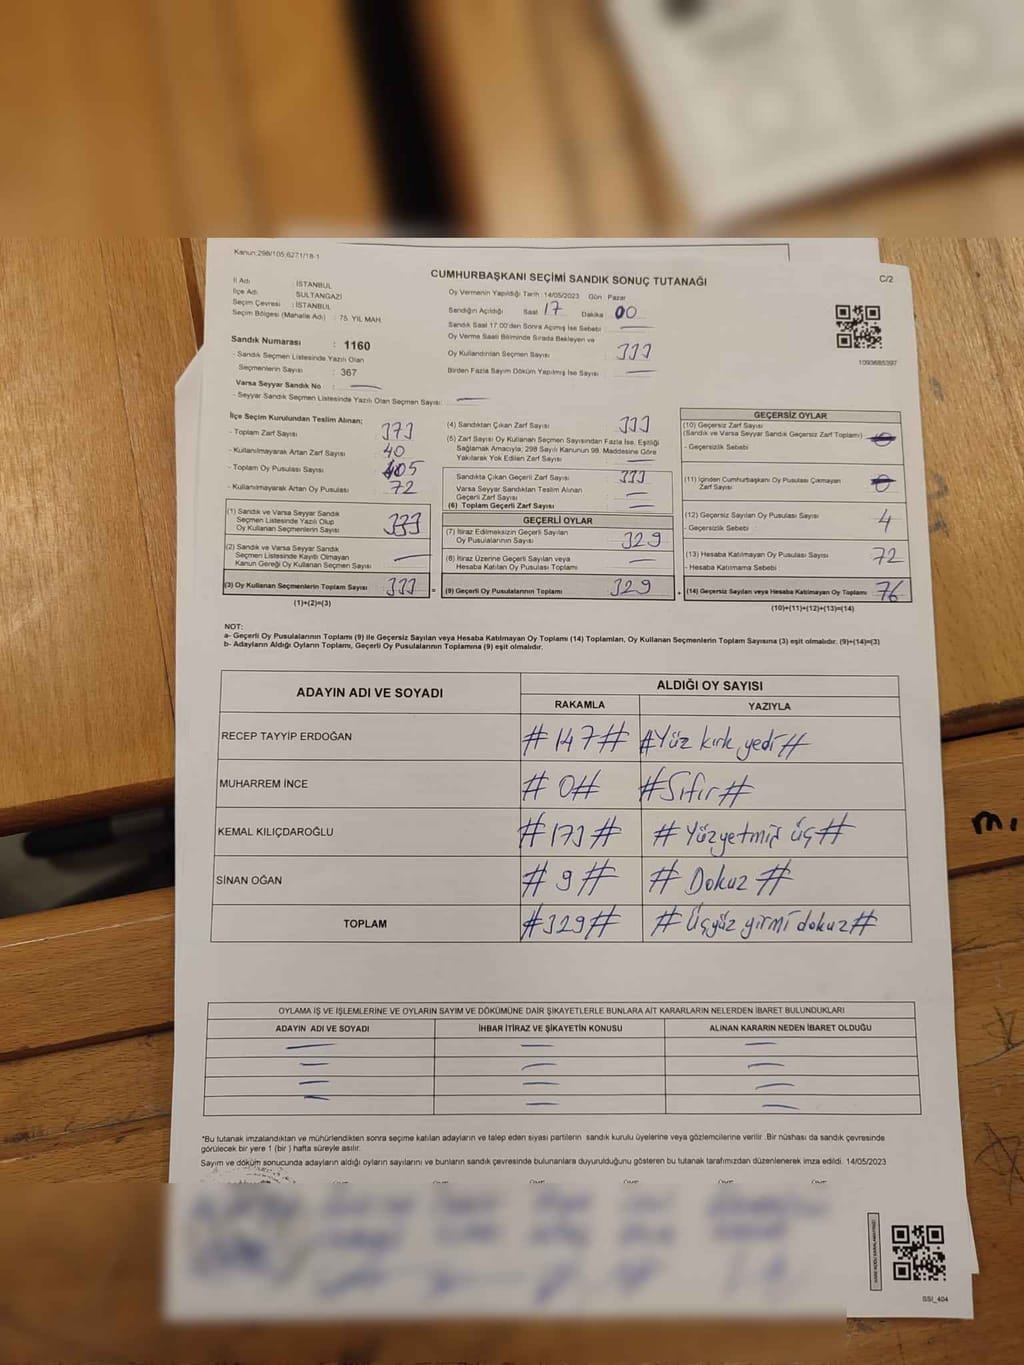 Kanun:298/105;6271/18-1
CUMHURBAŞKANI SEÇİMİ SANDIK SONUÇ TUTANAĞI
C/2
İl Adı : İSTANBUL
İlçe Adı : SULTANGAZİ
Seçim Çevresi : İSTANBUL
Seçim Bölgesi (Mahalle Adı) : 75. YIL MAH.
Sandık Numarası : 1160
- Sandık Seçmen Listesinde Yazılı Olan
Seçmenlerin Sayısı : 367
Varsa Seyyar Sandık No
- Seyyar Sandık Seçmen Listesinde Yazılı Olan Seçmen Sayısı:
Oy Vermenin Yapıldığı Tarih :14/05/2023 Gün Pazar
Sandığın Açıldığı Saat 17 Dakika 00
Sandık Saat 17.00'den Sonra Açılmış İse Sebebi
Oy Verme Saati Bitiminde Sırada Bekleyen ve
Oy Kullandırılan Seçmen Sayısı 333
Birden Fazla Sayım Döküm Yapılmış İse Sayısı
1093685397
İlçe Seçim Kurulundan Teslim Alınan;
- Toplam Zarf Sayısı 373
- Kullanılmayarak Artan Zarf Sayısı 40
- Toplam Oy Pusulası Sayısı 405
- Kullanılmayarak Artan Oy Pusulası 72
(1) Sandık ve Varsa Seyyar Sandık
Seçmen Listesinde Yazılı Olup
Oy Kullanan Seçmenlerin Sayısı 333
(2) Sandık ve Varsa Seyyar Sandık
Seçmen Listesinde Kayıtlı Olmayan
Kanun Gereği Oy Kullanan Seçmen Sayısı
(3) Oy Kullanan Seçmenlerin Toplam Sayısı 333 =
(1)+(2)=(3)
(4) Sandıktan Çıkan Zarf Sayısı 333
(5) Zarf Sayısı Oy Kullanan Seçmen Sayısından Fazla İse, Eşitliği
Sağlamak Amacıyla; 298 Sayılı Kanunun 98. Maddesine Göre
Yakılarak Yok Edilen Zarf Sayısı
Sandıkta Çıkan Geçerli Zarf Sayısı 333
Varsa Seyyar Sandıktan Teslim Alınan
Geçerli Zarf Sayısı
(6) Toplam Geçerli Zarf Sayısı
GEÇERLİ OYLAR
(7) İtiraz Edilmeksizin Geçerli Sayılan
Oy Pusulalarının Sayısı 329
(8) İtiraz Üzerine Geçerli Sayılan veya
Hesaba Katılan Oy Pusulası Toplamı
(9) Geçerli Oy Pusulalarının Toplamı 329 +
GEÇERSİZ OYLAR
(10) Geçersiz Zarf Sayısı
(Sandık ve Varsa Seyyar Sandık Geçersiz Zarf Toplamı)
- Geçersizlik Sebebi
(11) İçinden Cumhurbaşkanı Oy Pusulası Çıkmayan
Zarf Sayısı
(12) Geçersiz Sayılan Oy Pusulası Sayısı 4
- Geçersizlik Sebebi :
(13) Hesaba Katılmayan Oy Pusulası Sayısı 72
- Hesaba Katılmama Sebebi :
(14) Geçersiz Sayılan veya Hesaba Katılmayan Oy Toplamı 76
(10)+(11)+(12)+(13)=(14)
NOT:
a- Geçerli Oy Pusulalarının Toplamı (9) ile Geçersiz Sayılan veya Hesaba Katılmayan Oy Toplamı (14) Toplamları, Oy Kullanan Seçmenlerin Toplam Sayısına (3) eşit olmalıdır. (9)+(14)=(3)
b- Adayların Aldığı Oyların Toplamı, Geçerli Oy Pusulalarının Toplamına (9) eşit olmalıdır.
ADAYIN ADI VE SOYADI
ALDIĞI OY SAYISI
RAKAMLA YAZIYLA
RECEP TAYYİP ERDOĞAN #147# #Yüz kırk yedi#
MUHARREM İNCE #0# #Sıfır#
KEMAL KILIÇDAROĞLU #173# #Yüzyetmiş üç#
SİNAN OĞAN #9# #Dokuz#
TOPLAM #329# #Üçyüz yirmi dokuz#
OYLAMA İŞ VE İŞLEMLERİNE VE OYLARIN SAYIM VE DÖKÜMÜNE DAİR ŞİKAYETLERLE BUNLARA AİT KARARLARIN NELERDEN İBARET BULUNDUKLARI
ADAYIN ADI VE SOYADI İHBAR İTİRAZ VE ŞİKAYETİN KONUSU ALINAN KARARIN NEDEN İBARET OLDUĞU
*Bu tutanak imzalandıktan ve mühürlendikten sonra seçime katılan adayların ve talep eden siyasi partilerin sandık kurulu üyelerine veya gözlemcilerine verilir .Bir nüshası da sandık çevresinde
görülecek bir yere 1 (bir ) hafta süreyle asılır.
Sayım ve döküm sonucunda adayların aldığı oyların sayılarını ve bunların sandık çevresinde bulunanlara duyurulduğunu gösteren bu tutanak tarafımızdan düzenlenerek imza edildi. 14/05/2023
SSI_404